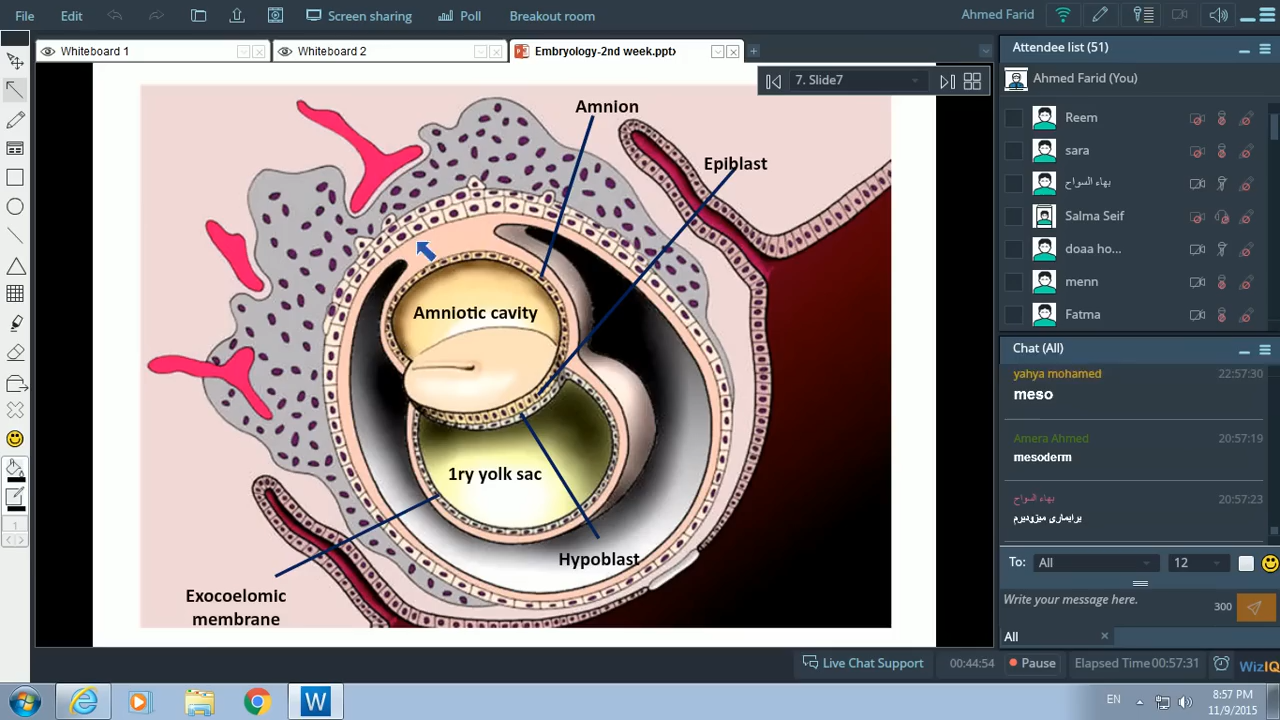 File Edit Screen sharing Poll Breakout room Ahmed Farid
Whiteboard 1 Whiteboard 2 Embroyology-2nd week.ppt
7. Slide7
Amnion
Epiblast
Amniotic cavity
1ry yolk sac
Hypoblast
Exocoelomic
membrane
Attendee list (51)
Ahmed Farid (You)
Reem
sara
بهاء السواح
Salma Seif
doaa ho...
menn
Fatma
Chat (All)
yahya mohamed 22:57:30
meso
Amera Ahmed 20:57:19
mesoderm
بهاء السواح 20:57:23
برايمارى ميزوديرم
To: All 12
Write your message here. 300
All
Live Chat Support 00:44:54 Pause Elapsed Time 00:57:31 WizIQ
EN 8:57 PM
11/9/2015